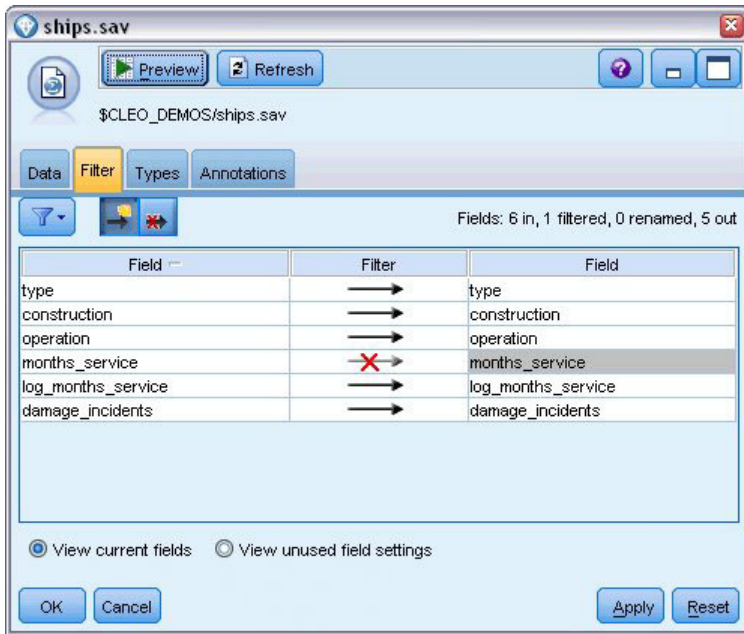 ships.sav
Preview Refresh
$CLEO_DEMOS/ships.sav
Data Filter Types Annotations
Fields: 6 in, 1 filtered, 0 renamed, 5 out
Field Filter Field
type type
construction construction
operation operation
months_service months_service
log_months_service log_months_service
damage_incidents damage_incidents
View current fields View unused field settings
OK Cancel Apply Reset